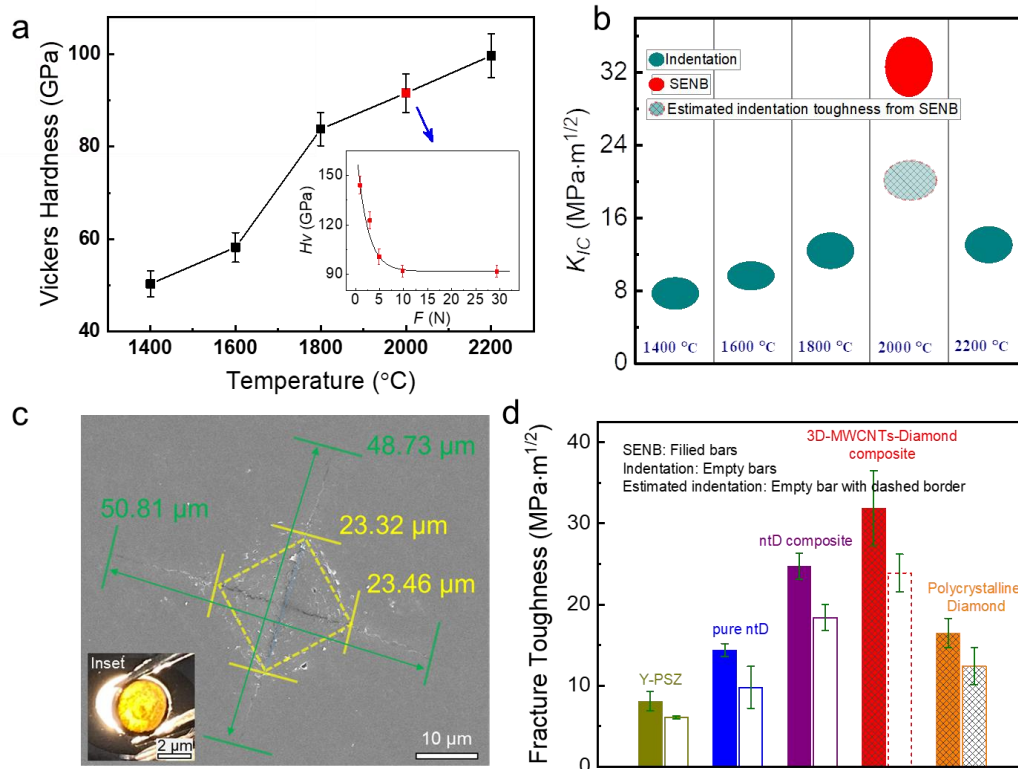 a
Vickers Hardness (GPa)
100
80
60
40
1400
1600
1800
2000
2200
Temperature (°C)
Hv (GPa)
150
120
90
0
5
10
15
20
25
30
F (N)
b
K_IC (MPa·m^1/2)
36
32
24
16
8
0
Indentation
SENB
Estimated indentation toughness from SENB
1400 °C
1600 °C
1800 °C
2000 °C
2200 °C
c
48.73 μm
50.81 μm
23.32 μm
23.46 μm
Inset
2 μm
10 μm
d
Fracture Toughness (MPa·m^1/2)
40
30
20
10
0
SENB: Filied bars
Indentation: Empty bars
Estimated indentation: Empty bar with dashed border
3D-MWCNTs-Diamond
composite
ntD composite
pure ntD
Y-PSZ
Polycrystalline
Diamond